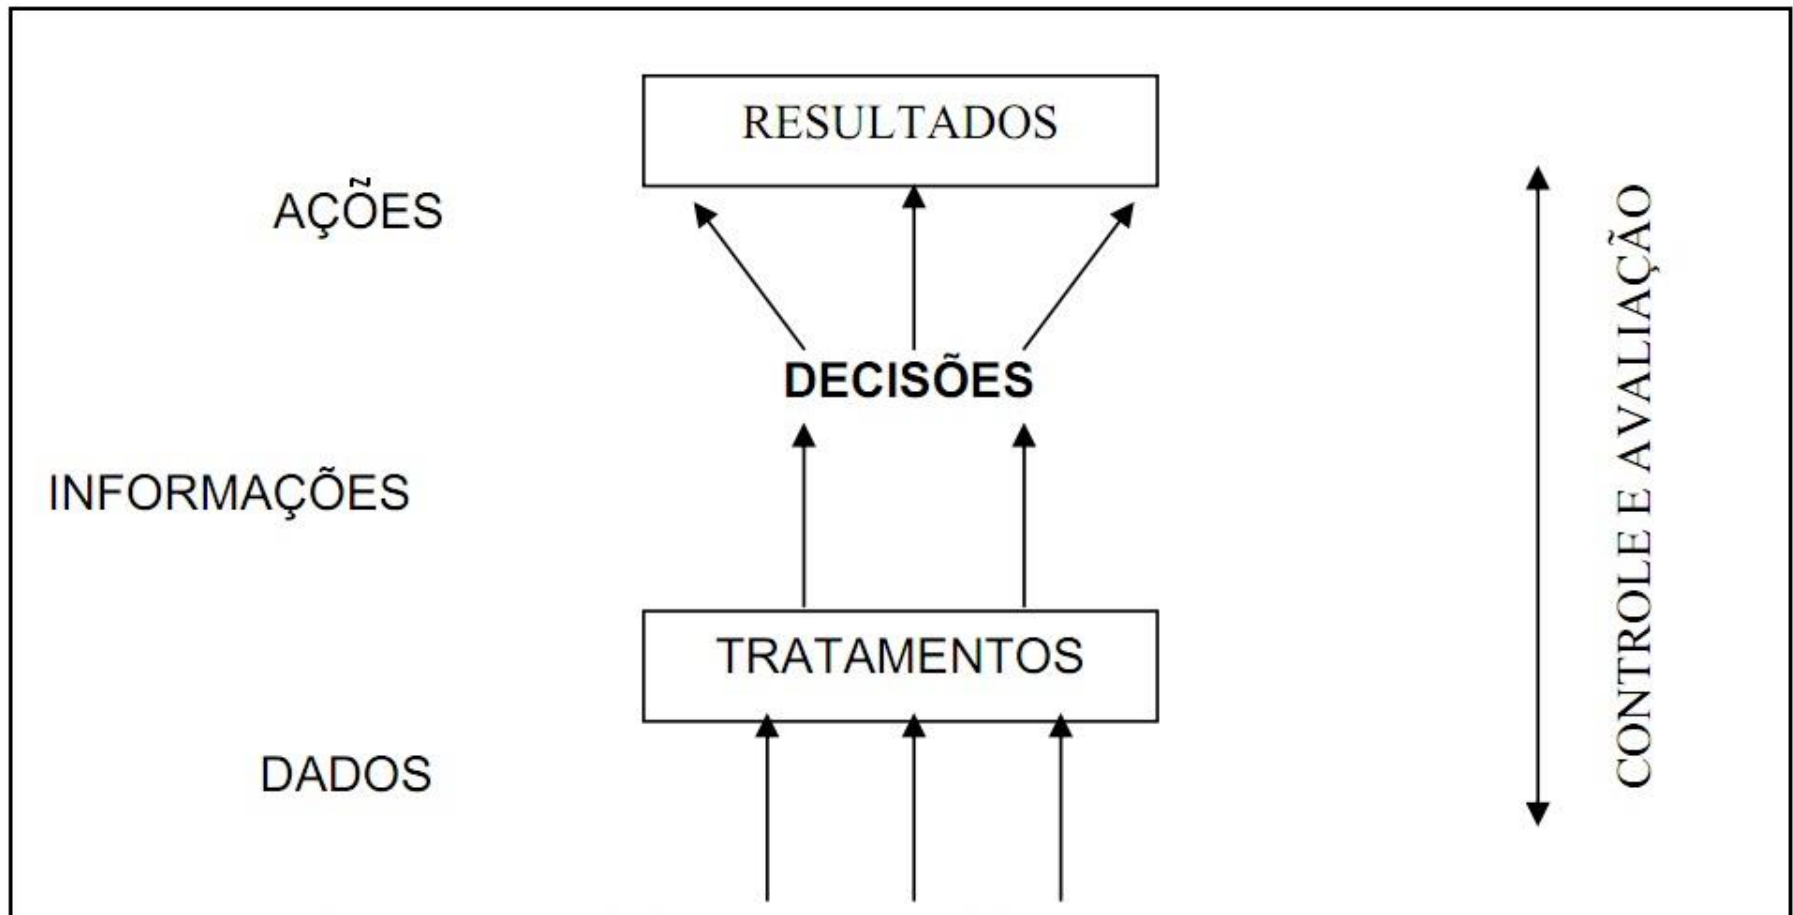 RESULTADOS
AÇÕES
DECISÕES
INFORMAÇÕES
TRATAMENTOS
DADOS
CONTROLE E AVALIAÇÃO